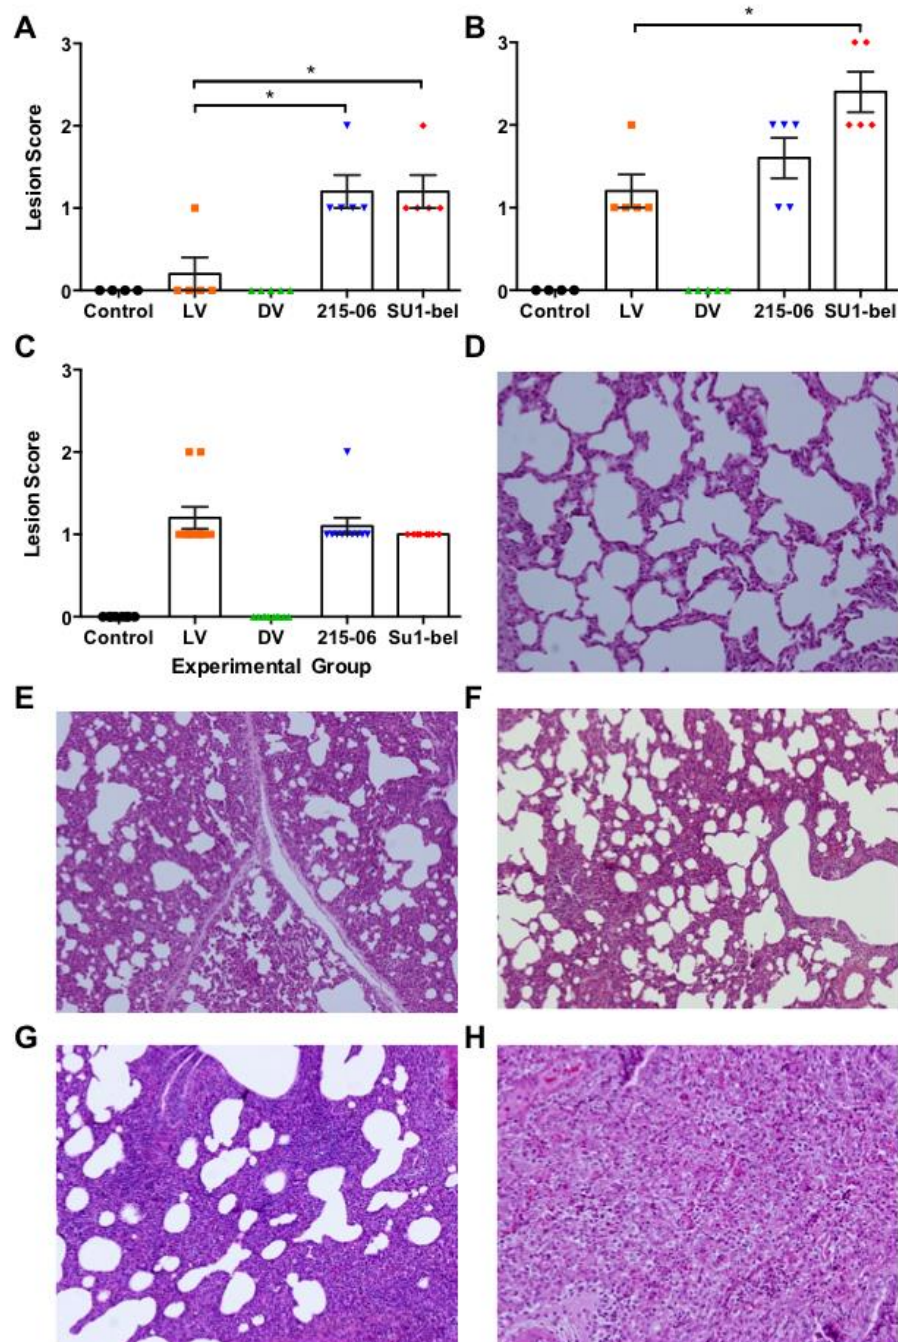 A
B
3
2
1
0
Lesion Score
*
*
Control LV DV 215-06 SU1-bel
3
2
1
0
*
Control LV DV 215-06 SU1-bel
C
D
3
2
1
0
Lesion Score
Control LV DV 215-06 Su1-bel
Experimental Group
E
F
G
H